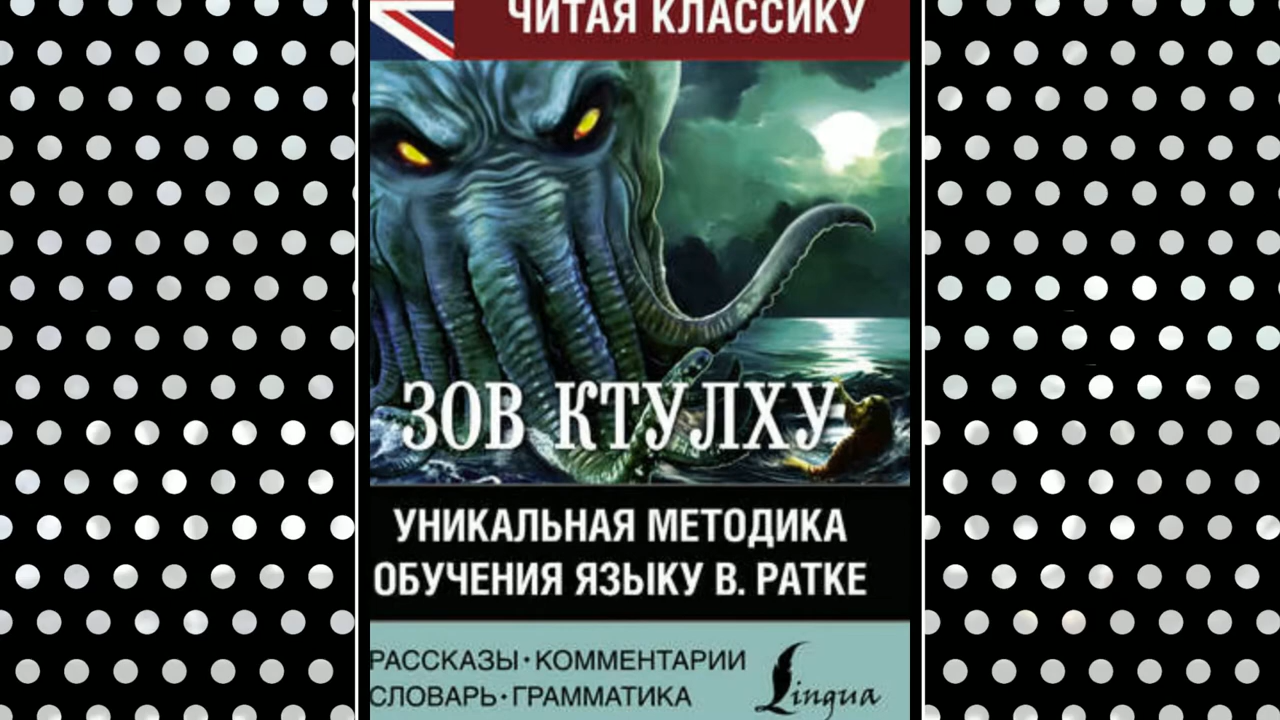 ЧИТАЯ КЛАССИКУ
ЗОВ КТУЛХУ
УНИКАЛЬНАЯ МЕТОДИКА
ОБУЧЕНИЯ ЯЗЫКУ В. РАТКЕ
РАССКАЗЫ·КОММЕНТАРИИ
СЛОВАРЬ·ГРАММАТИКА
Lingua